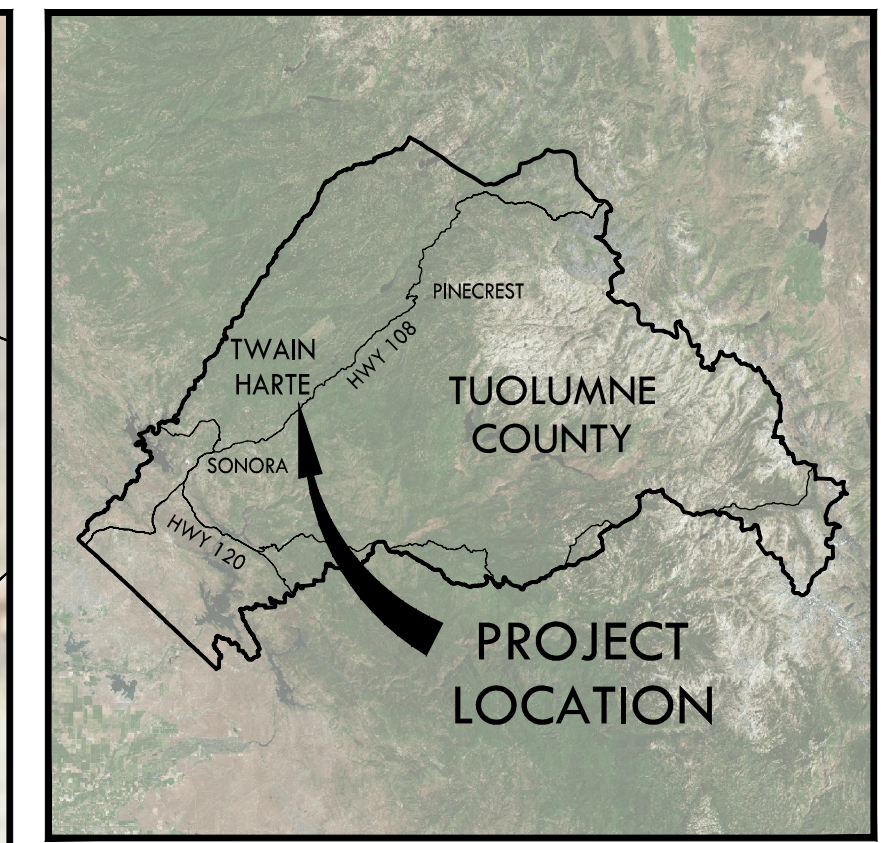 PINECREST
TWAIN
HARTE
HWY 108
TUOLUMNE
COUNTY
SONORA
HWY 120
PROJECT
LOCATION